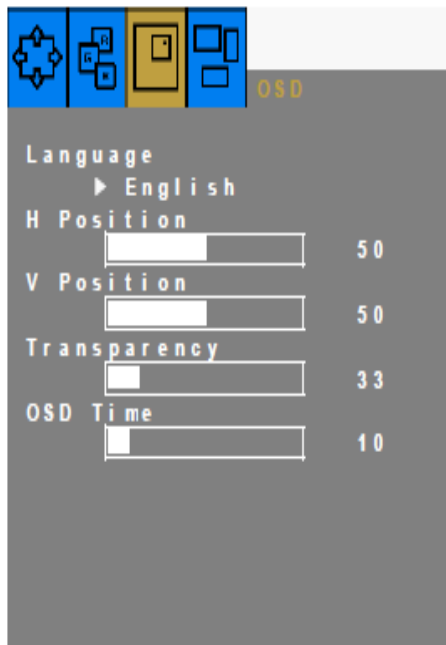 OSD
Language
English
H Position
50
V Position
50
Transparency
33
OSD Time
10